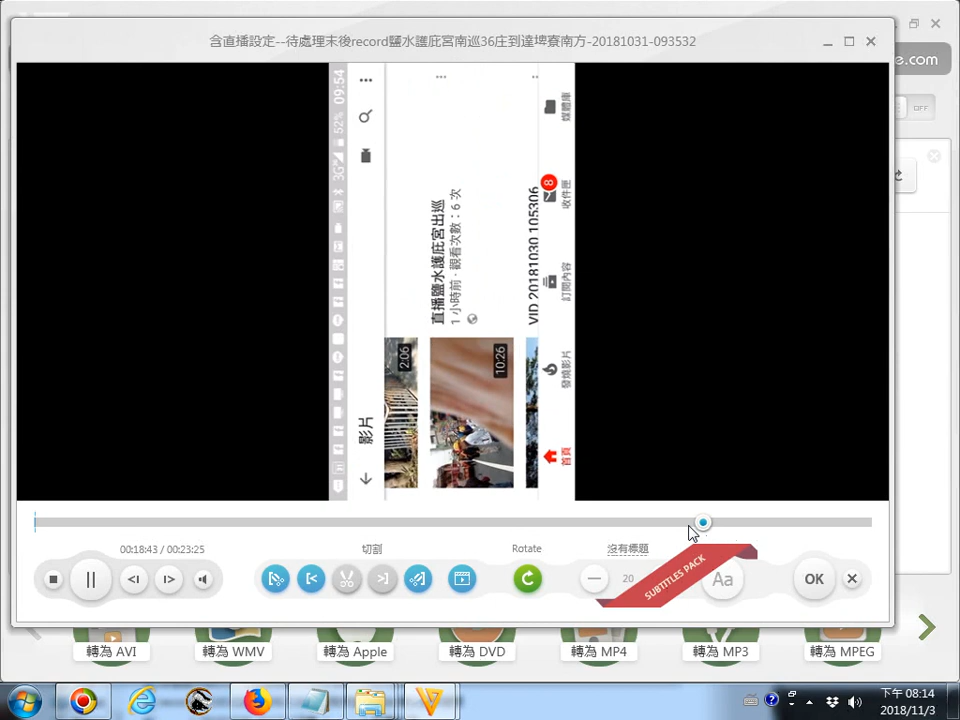 含直播設定--待處理末後record鹽水護庇宮南巡36庄到達埤寮南方-20181031-093532
e.com
OFF
09:54
52%
3G
影片
2:06
直播鹽水護庇宮出巡
1 小時前．觀看次數：6 次
10:26
VID 20181030 105306
媒體庫
8
收件匣
訂閱內容
發燒影片
首頁
31
00:18:43 / 00:23:25
切割
Rotate
沒有標題
20
SUBTITLES PACK
Aa
OK
轉為 AVI
轉為 WMV
轉為 Apple
轉為 DVD
轉為 MP4
轉為 MP3
轉為 MPEG
下午 08:14
2018/11/3